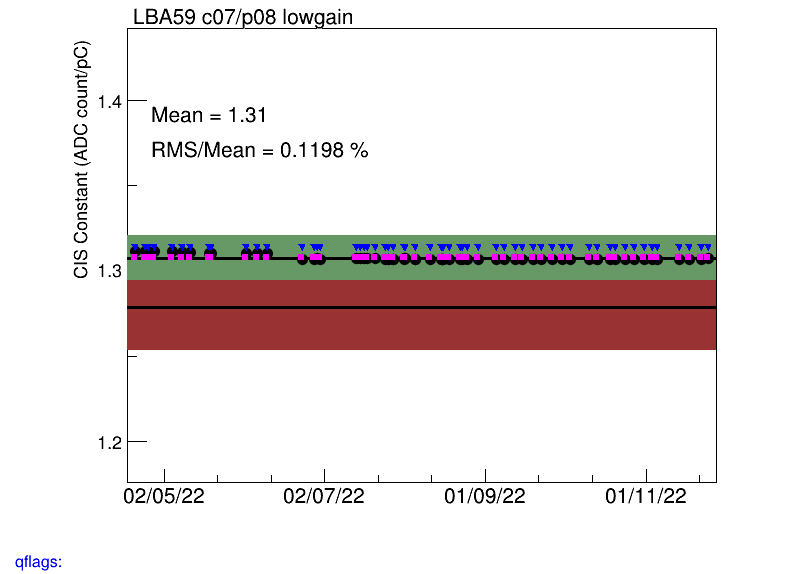 LBA59 c07/p08 lowgain
CIS Constant (ADC count/pC)
1.4
Mean = 1.31
RMS/Mean = 0.1198 %
1.3
1.2
02/05/22 02/07/22 01/09/22 01/11/22
qflags: